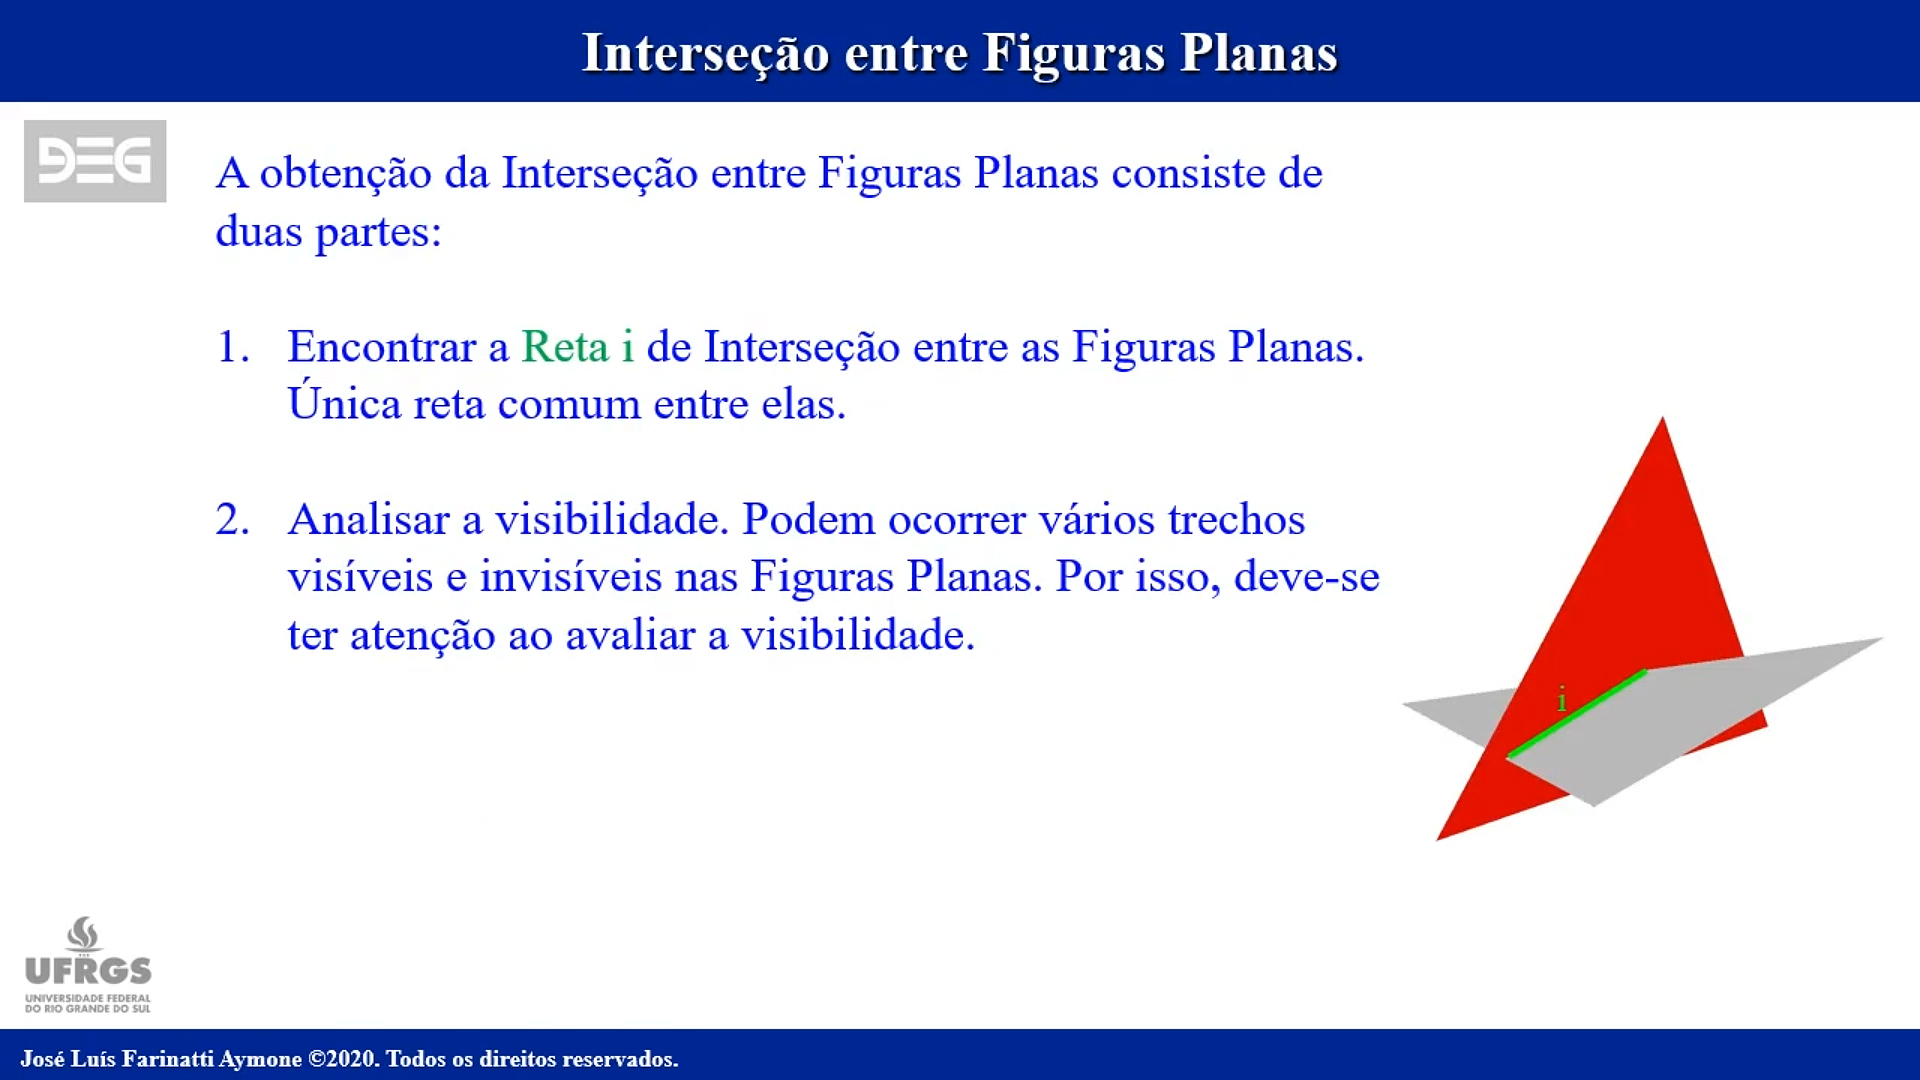 Interseção entre Figuras Planas
DEG
A obtenção da Interseção entre Figuras Planas consiste de
duas partes:
1. Encontrar a Reta i de Interseção entre as Figuras Planas.
Única reta comum entre elas.
2. Analisar a visibilidade. Podem ocorrer vários trechos
visíveis e invisíveis nas Figuras Planas. Por isso, deve-se
ter atenção ao avaliar a visibilidade.
i
UFRGS
UNIVERSIDADE FEDERAL
DO RIO GRANDE DO SUL
José Luís Farinatti Aymone ©2020. Todos os direitos reservados.